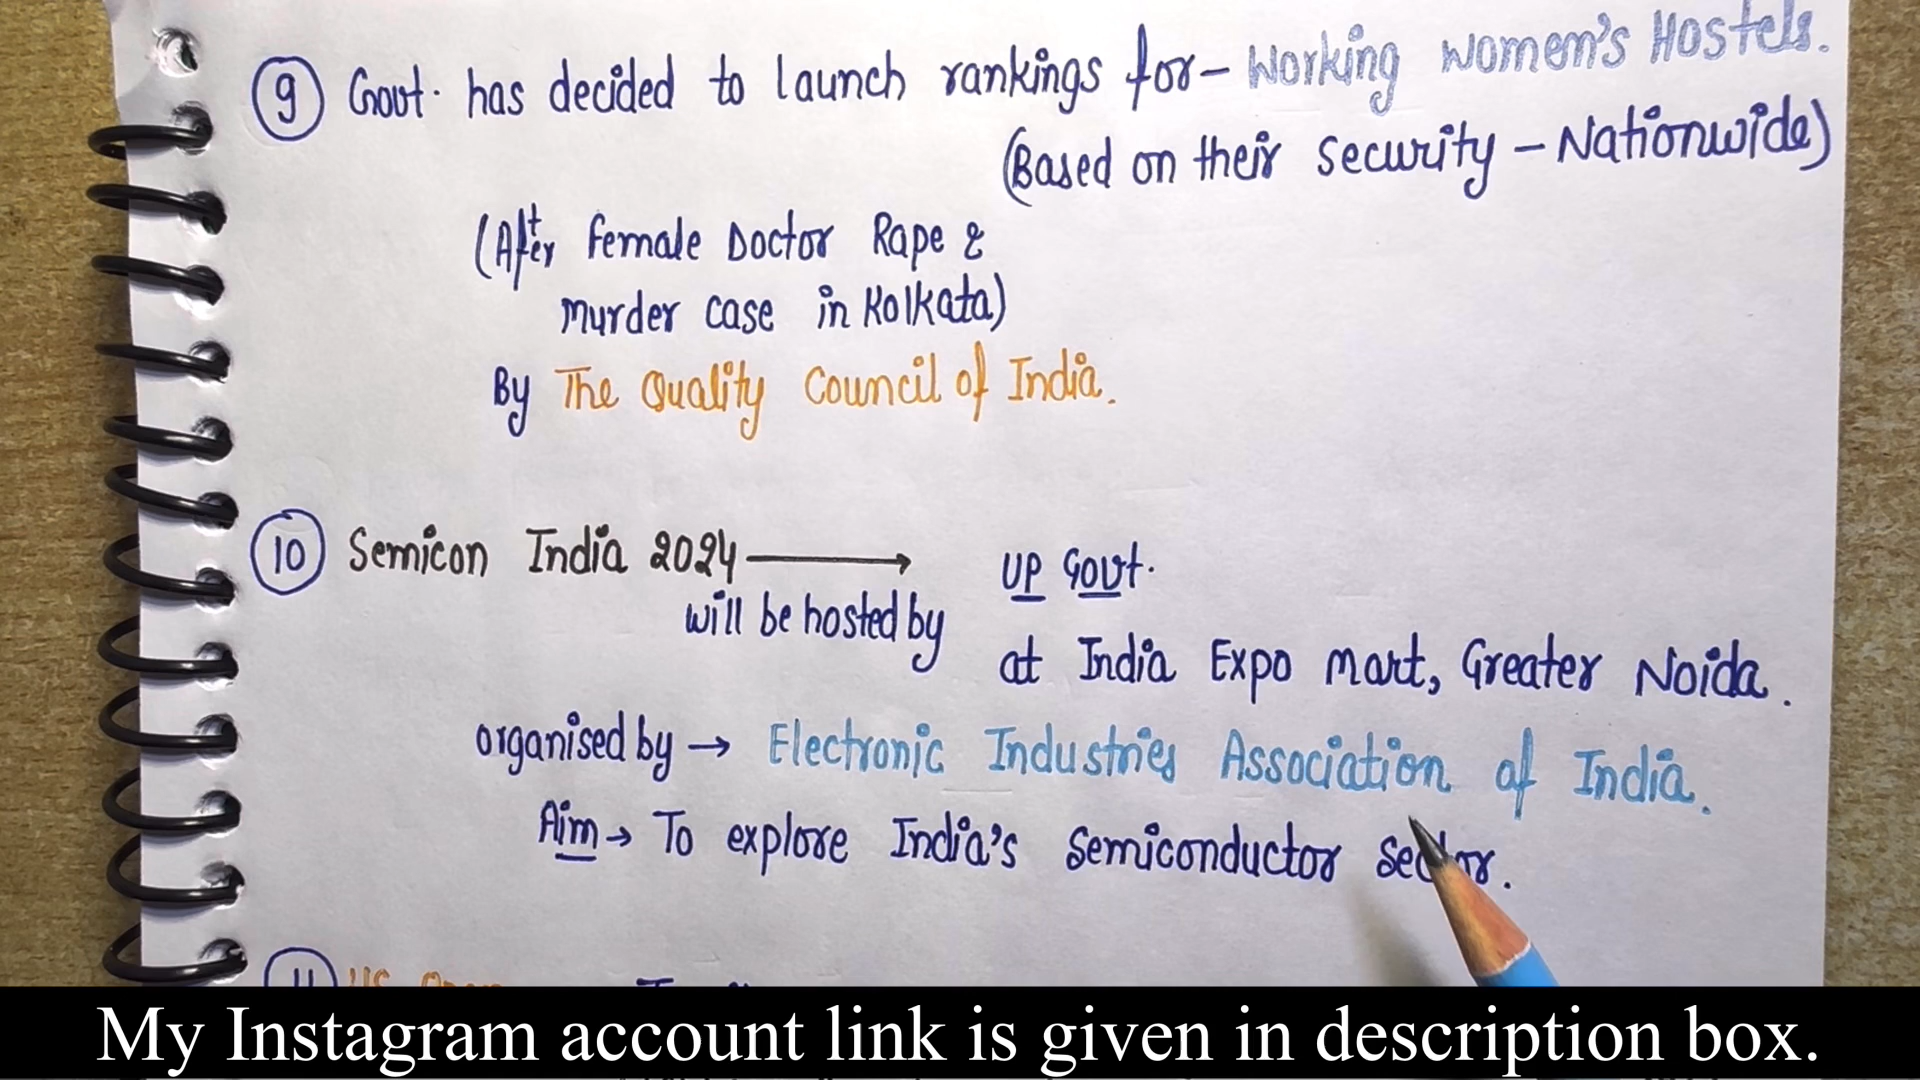 9 Govt. has decided to launch rankings for - Working Women's Hostels.
(Based on their security - Nationwide)
(After Female Doctor Rape &
Murder case in Kolkata)
By The Quality Council of India.
10 Semicon India 2024 → UP Govt.
will be hosted by
at India Expo Mart, Greater Noida.
organised by → Electronic Industries Association of India.
Aim → To explore India's Semiconductor sector.
11 US Open
My Instagram account link is given in description box.